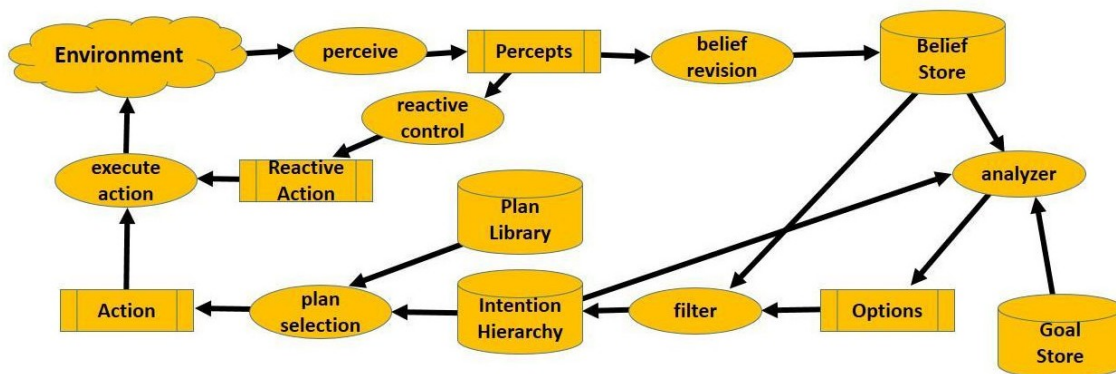 Environment
perceive
Percepts
belief
revision
Belief
Store
reactive
control
execute
action
Reactive
Action
analyzer
Plan
Library
Action
plan
selection
Intention
Hierarchy
filter
Options
Goal
Store